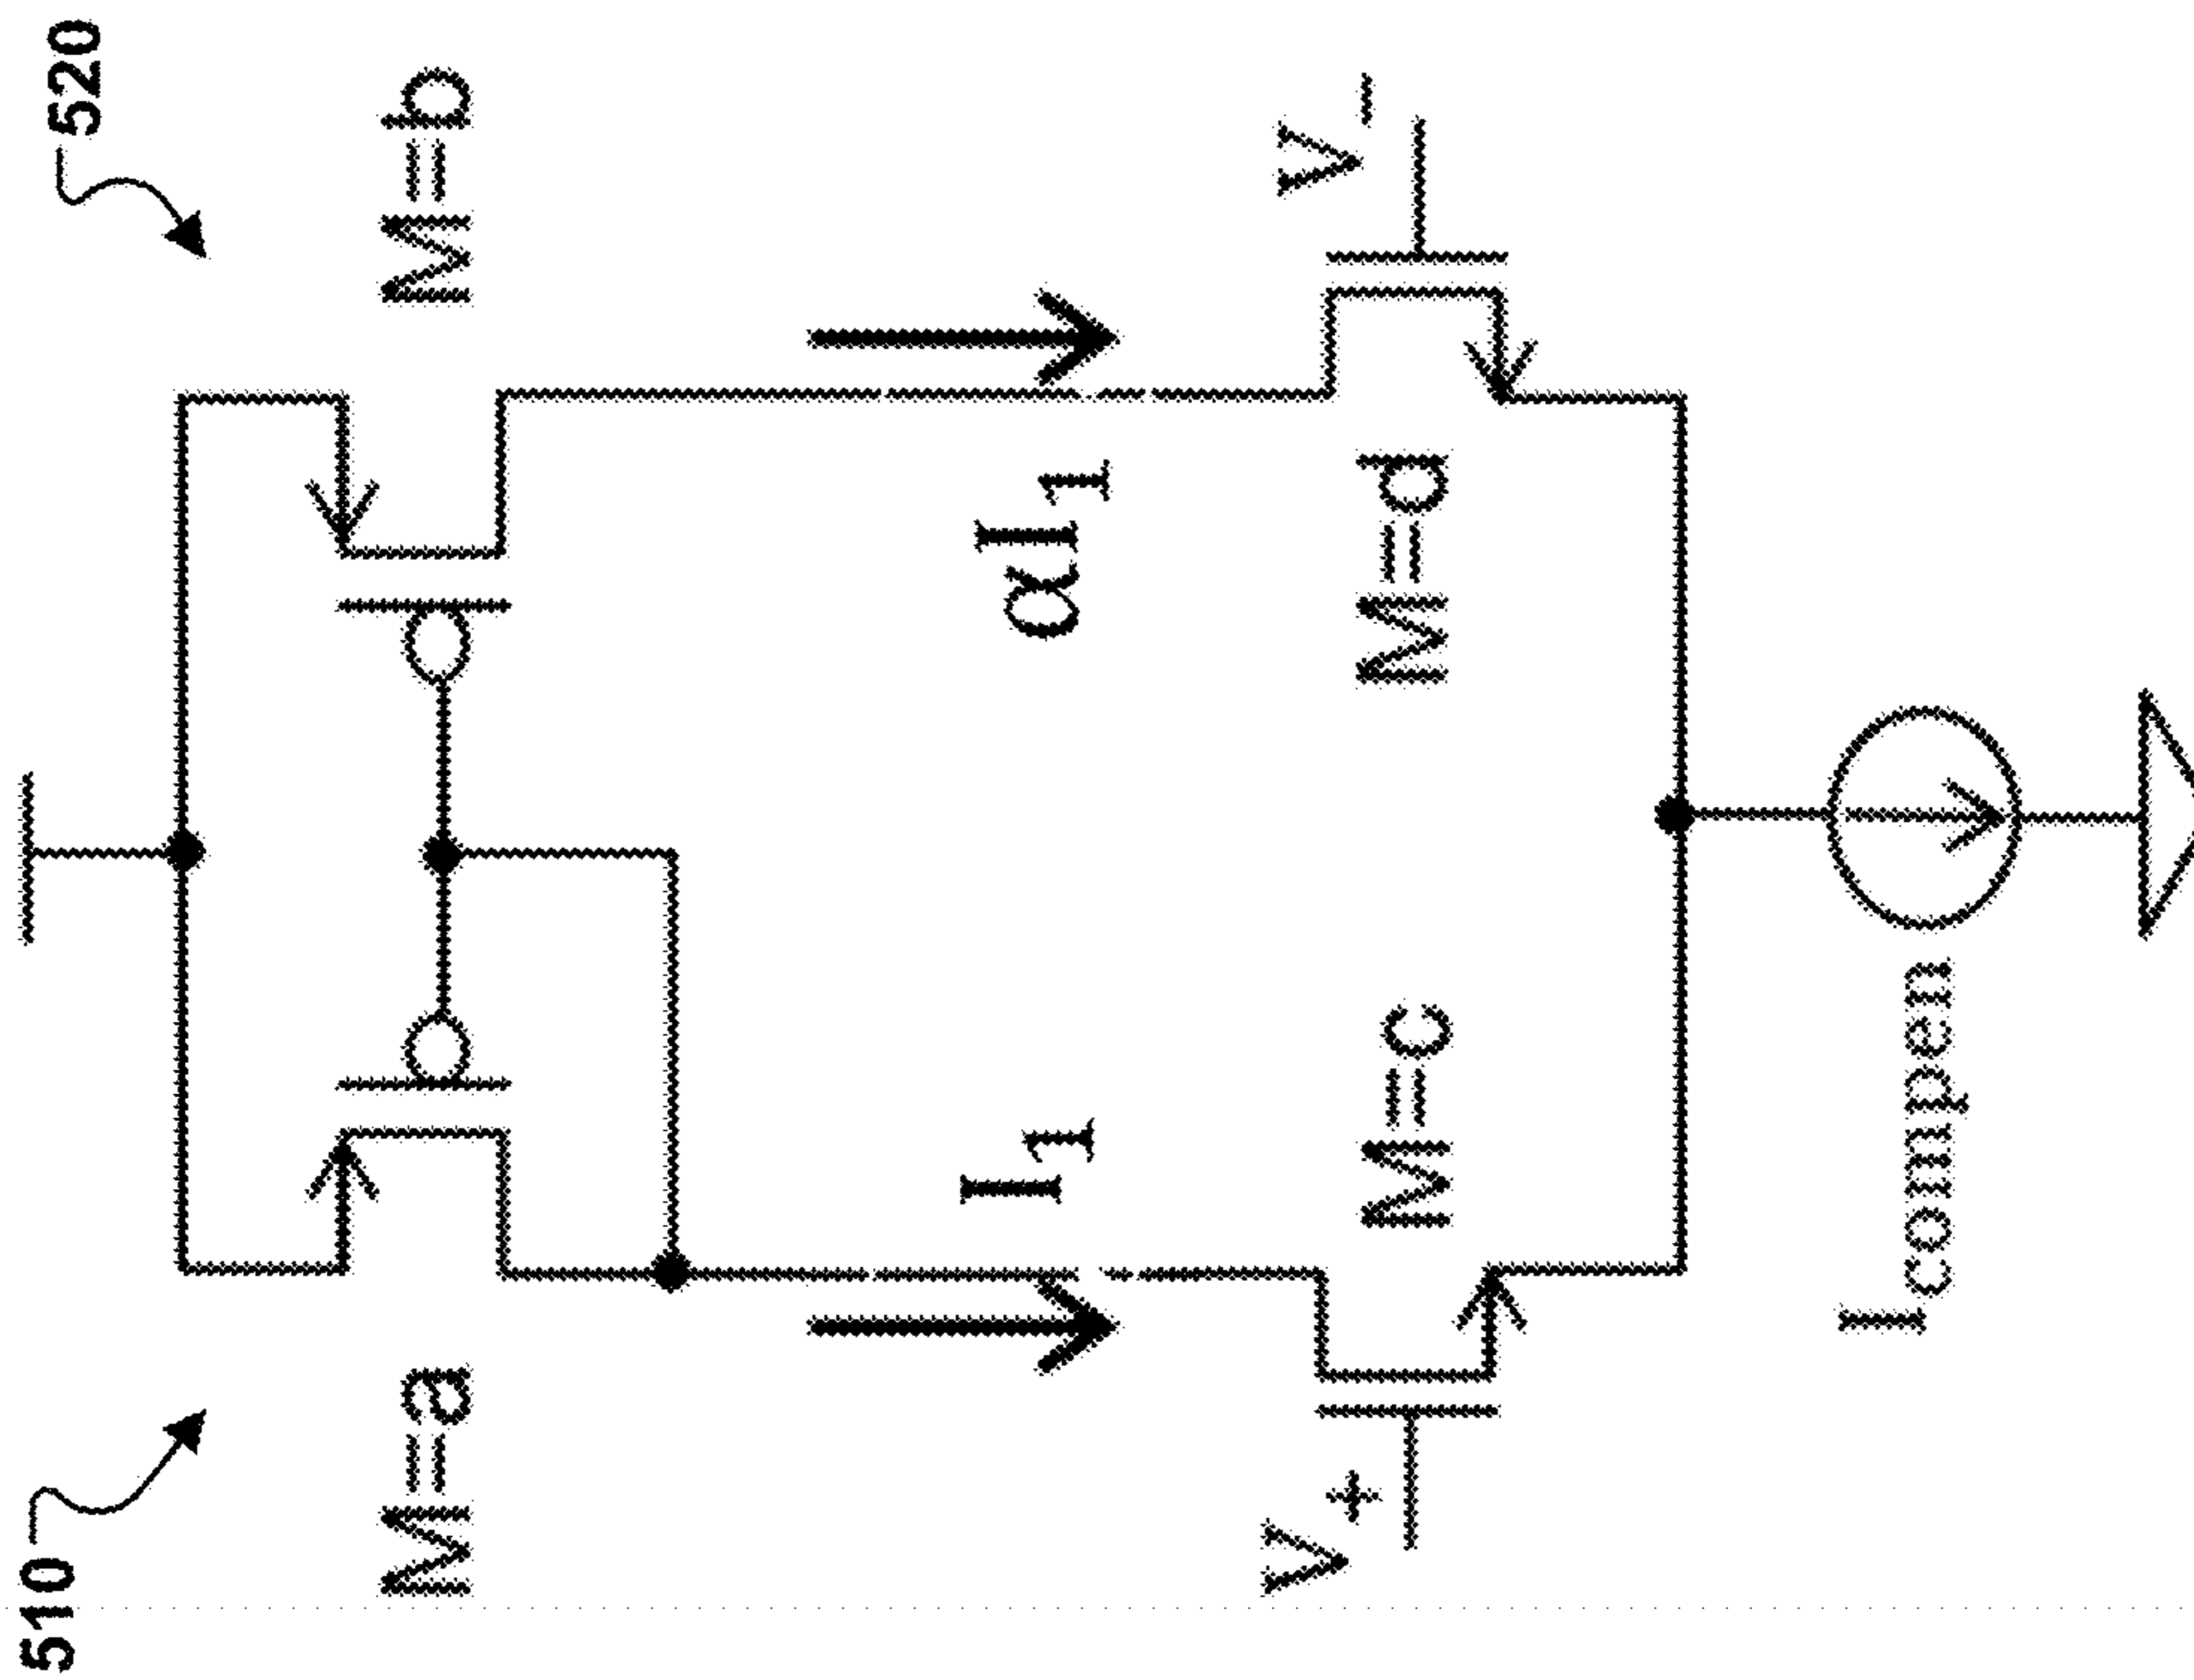 510
520
M=a
M=b
I1
αI1
V+
M=c
M=d
V−
Icompen